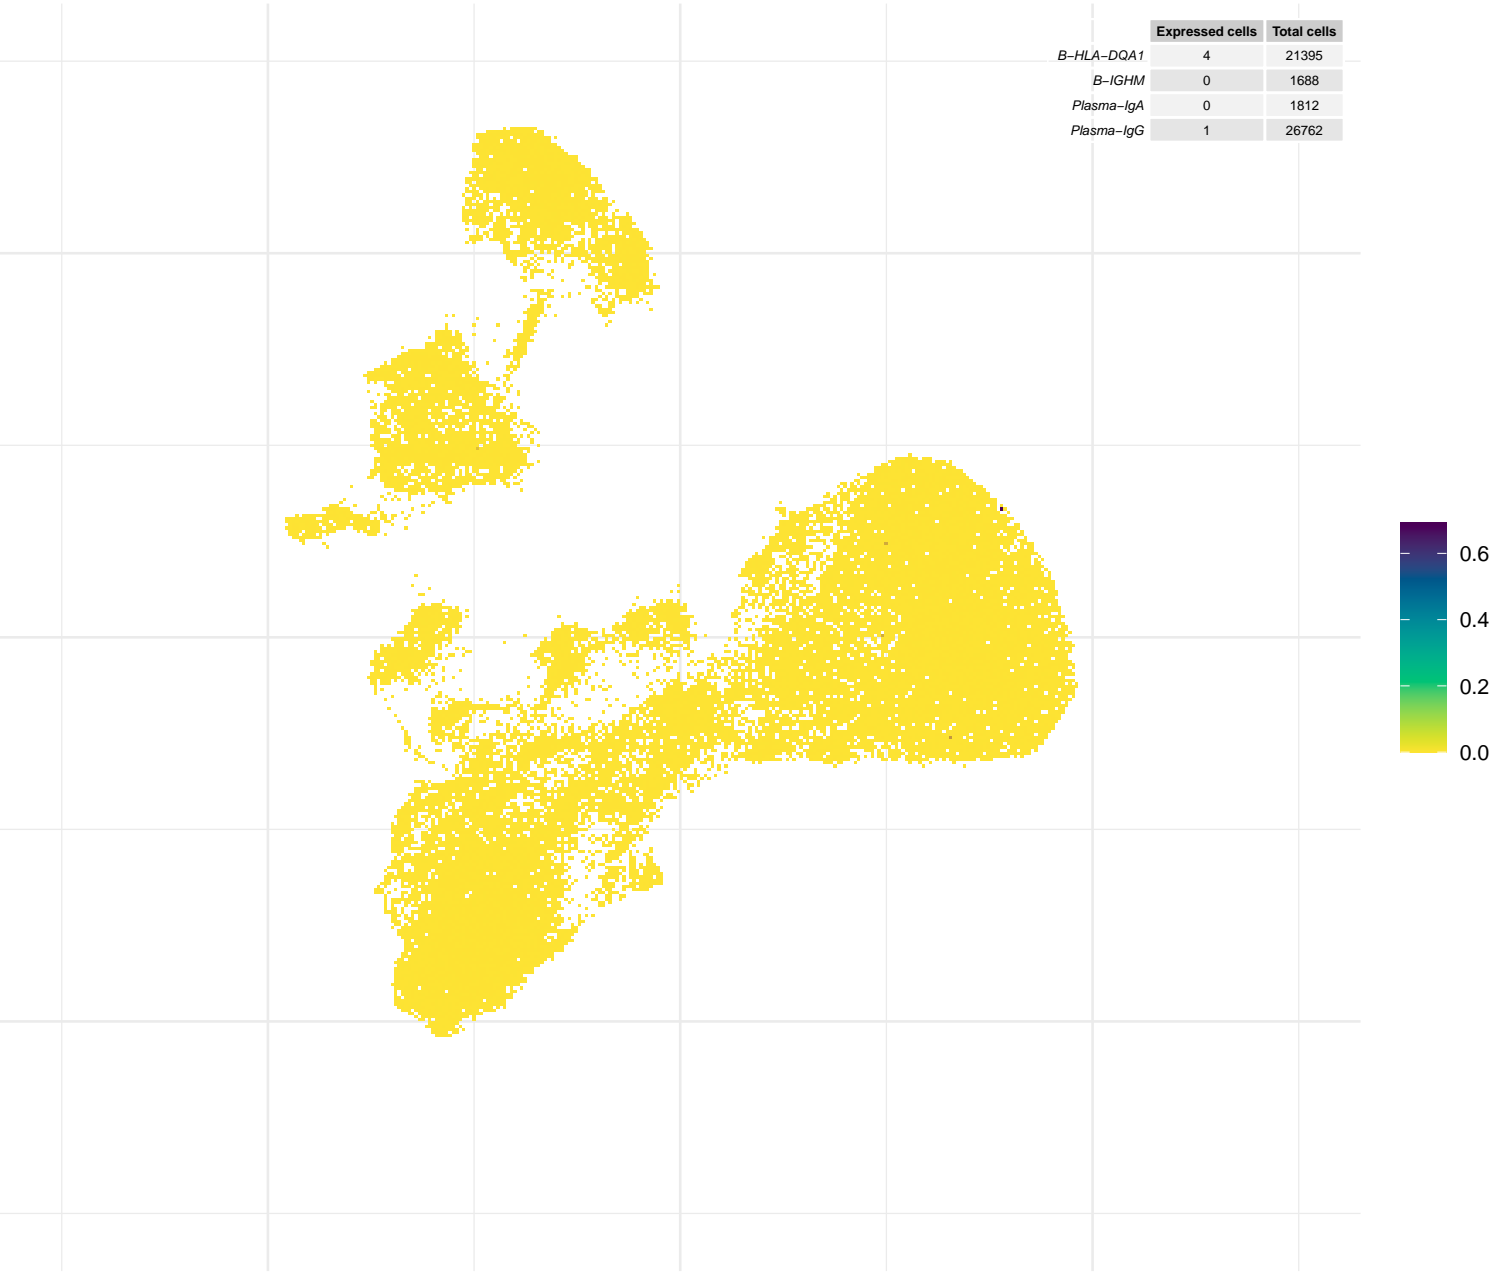 Expressed cells Total cells
B−HLA−DQA1 4 21395
B−IGHM 0 1688
Plasma−IgA 0 1812
Plasma−IgG 1 26762
0.6
0.4
0.2
0.0